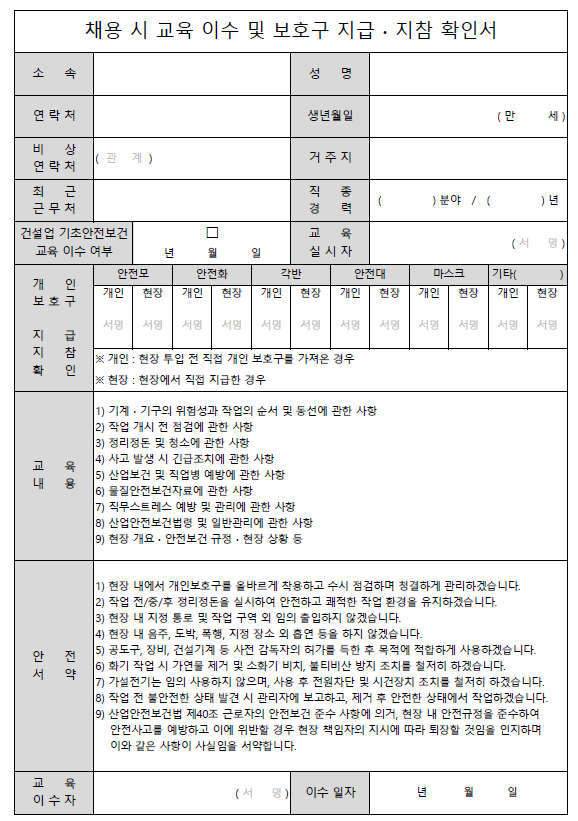 채용 시 교육 이수 및 보호구 지급·지참 확인서
소 속
성 명
연락처
생년월일
( 만 세 )
비 상
연락처
( 관 계 )
거 주 지
최 근
근무처
직 종
경 력
( ) 분야 / ( ) 년
건설업 기초안전보건
교육 이수 여부
□
년 월 일
교 육
실 시 자
( 서 명 )
개 인
보 호 구
지 급
지 참
확 인
안전모 안전화 각반 안전대 마스크 기타( )
개인 현장 개인 현장 개인 현장 개인 현장 개인 현장 개인 현장
서명 서명 서명 서명 서명 서명 서명 서명 서명 서명 서명 서명
※ 개인 : 현장 투입 전 직접 개인 보호구를 가져온 경우
※ 현장 : 현장에서 직접 지급한 경우
교 육
내 용
1) 기계·기구의 위험성과 작업의 순서 및 동선에 관한 사항
2) 작업 개시 전 점검에 관한 사항
3) 정리정돈 및 청소에 관한 사항
4) 사고 발생 시 긴급조치에 관한 사항
5) 산업보건 및 직업병 예방에 관한 사항
6) 물질안전보건자료에 관한 사항
7) 직무스트레스 예방 및 관리에 관한 사항
8) 산업안전보건법령 및 일반관리에 관한 사항
9) 현장 개요·안전보건 규정·현장 상황 등
안 전
서 약
1) 현장 내에서 개인보호구를 올바르게 착용하고 수시 점검하며 청결하게 관리하겠습니다.
2) 작업 전/중/후 정리정돈을 실시하여 안전하고 쾌적한 작업 환경을 유지하겠습니다.
3) 현장 내 지정 통로 및 작업 구역 외 임의 출입하지 않겠습니다.
4) 현장 내 음주, 도박, 폭행, 지정 장소 외 흡연 등을 하지 않겠습니다.
5) 공도구, 장비, 건설기계 등 사전 감독자의 허가를 득한 후 목적에 적합하게 사용하겠습니다.
6) 화기 작업 시 가연물 제거 및 소화기 비치, 불티비산 방지 조치를 철저히 하겠습니다.
7) 가설전기는 임의 사용하지 않으며, 사용 후 전원차단 및 시건장치 조치를 철저히 하겠습니다.
8) 작업 전 불안전한 상태 발견 시 관리자에 보고하고, 제거 후 안전한 상태에서 작업하겠습니다.
9) 산업안전보건법 제40조 근로자의 안전보건 준수 사항에 의거, 현장 내 안전규정을 준수하여
안전사고를 예방하고 이에 위반할 경우 현장 책임자의 지시에 따라 퇴장할 것임을 인지하며
이와 같은 사항이 사실임을 서약합니다.
교 육
이 수 자
( 서 명 )
이수 일자
년 월 일